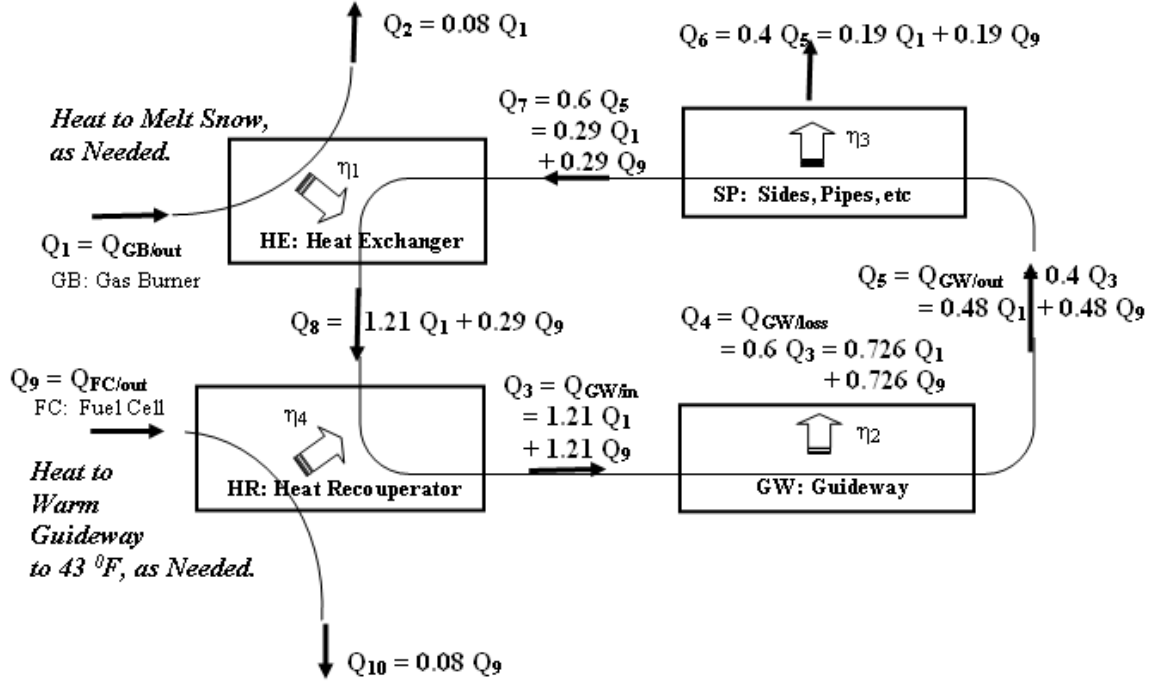 Q2 = 0.08 Q1
Q6 = 0.4 Q5 = 0.19 Q1 + 0.19 Q9
Heat to Melt Snow,
as Needed.
Q7 = 0.6 Q5
= 0.29 Q1
+ 0.29 Q9
η1
η3
SP: Sides, Pipes, etc
HE: Heat Exchanger
Q1 = QGB/out
GB: Gas Burner
Q8 = 1.21 Q1 + 0.29 Q9
Q5 = QGW/out 0.4 Q3
= 0.48 Q1 + 0.48 Q9
Q4 = QGW/loss
= 0.6 Q3 = 0.726 Q1
+ 0.726 Q9
Q9 = QFC/out
FC: Fuel Cell
Q3 = QGW/in
= 1.21 Q1
+ 1.21 Q9
η4
η2
HR: Heat Recouperator
GW: Guideway
Heat to
Warm
Guideway
to 43 ⁰F, as Needed.
Q10 = 0.08 Q9